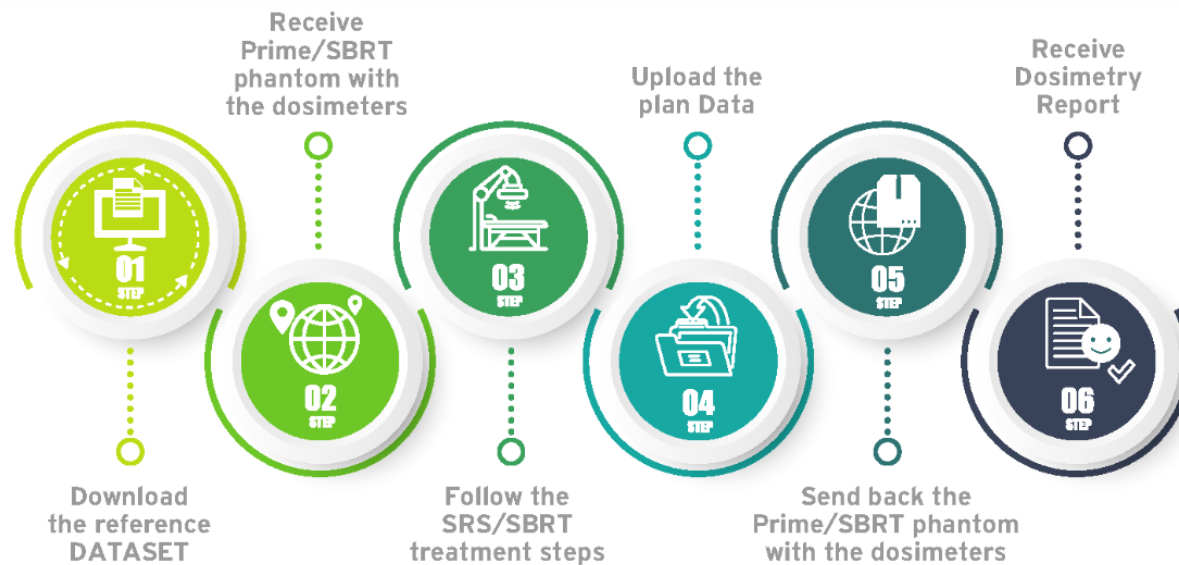 01
STEP
Download
the reference
DATASET
Receive
Prime/SBRT
phantom with
the dosimeters
02
STEP
03
STEP
Follow the
SRS/SBRT
treatment steps
Upload the
plan Data
04
STEP
05
STEP
Send back the
Prime/SBRT phantom
with the dosimeters
Receive
Dosimetry
Report
06
STEP